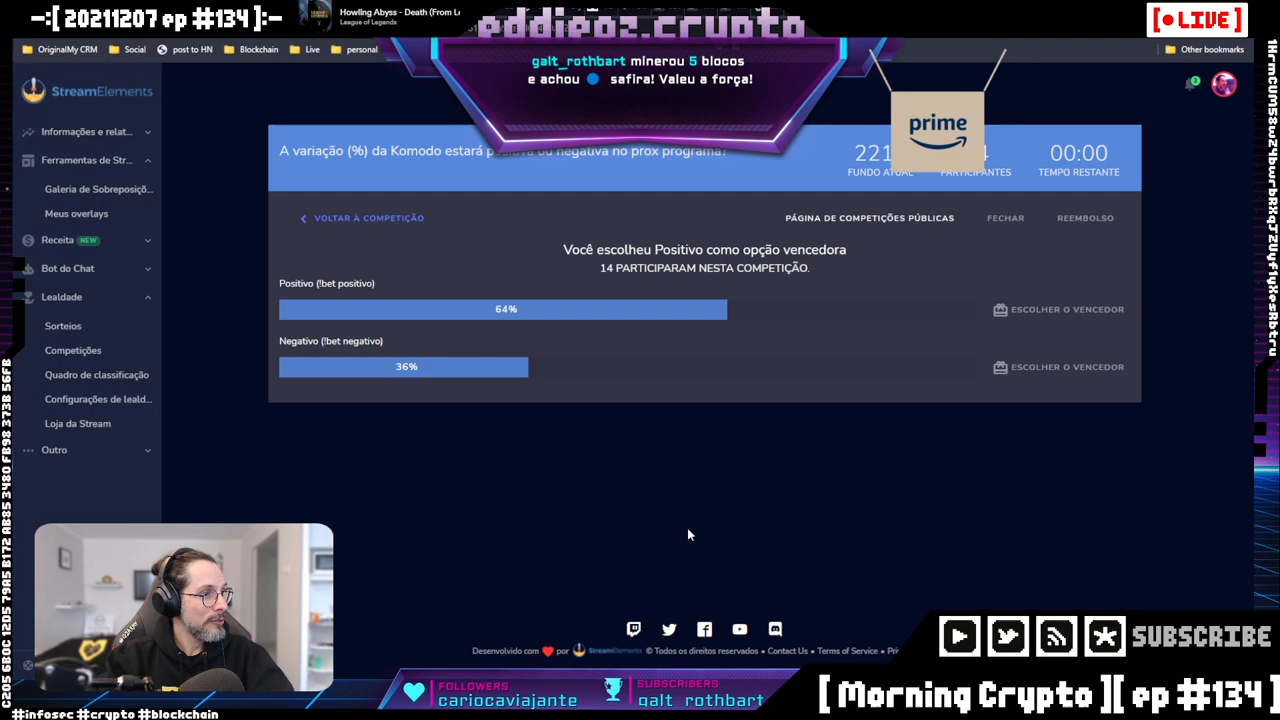 -:[ 20211207 ep #134 ]:-
Howling Abyss - Death (From Le
League of Legends
eddieoz.crypto
[ LIVE ]
OriginalMy CRM
Social
post to HN
Blockchain
Live
personal
Other bookmarks
galt_rothbart minerou 5 blocos
e achou safira! Valeu a força!
prime
StreamElements
Informações e relat...
Ferramentas de Str...
Galeria de Sobreposiçõ...
Meus overlays
Receita NEW
Bot do Chat
Lealdade
Sorteios
Competições
Quadro de classificação
Configurações de leald...
Loja da Stream
Outro
3
A variação (%) da Komodo estará positiva ou negativa no prox programa?
221
FUNDO ATUAL
PARTICIPANTES
00:00
TEMPO RESTANTE
VOLTAR À COMPETIÇÃO
PÁGINA DE COMPETIÇÕES PÚBLICAS
FECHAR
REEMBOLSO
Você escolheu Positivo como opção vencedora
14 PARTICIPARAM NESTA COMPETIÇÃO.
Positivo (!bet positivo)
64%
ESCOLHER O VENCEDOR
Negativo (!bet negativo)
36%
ESCOLHER O VENCEDOR
Desenvolvido com por StreamElements © Todos os direitos reservados • Contact Us • Terms of Service • Pri
SUBSCRIBE
FOLLOWERS
cariocaviajante
SUBSCRIBERS
galt_rothbart
[ Morning Crypto ][ ep #134 ]
#infosec #crypto #blockchain